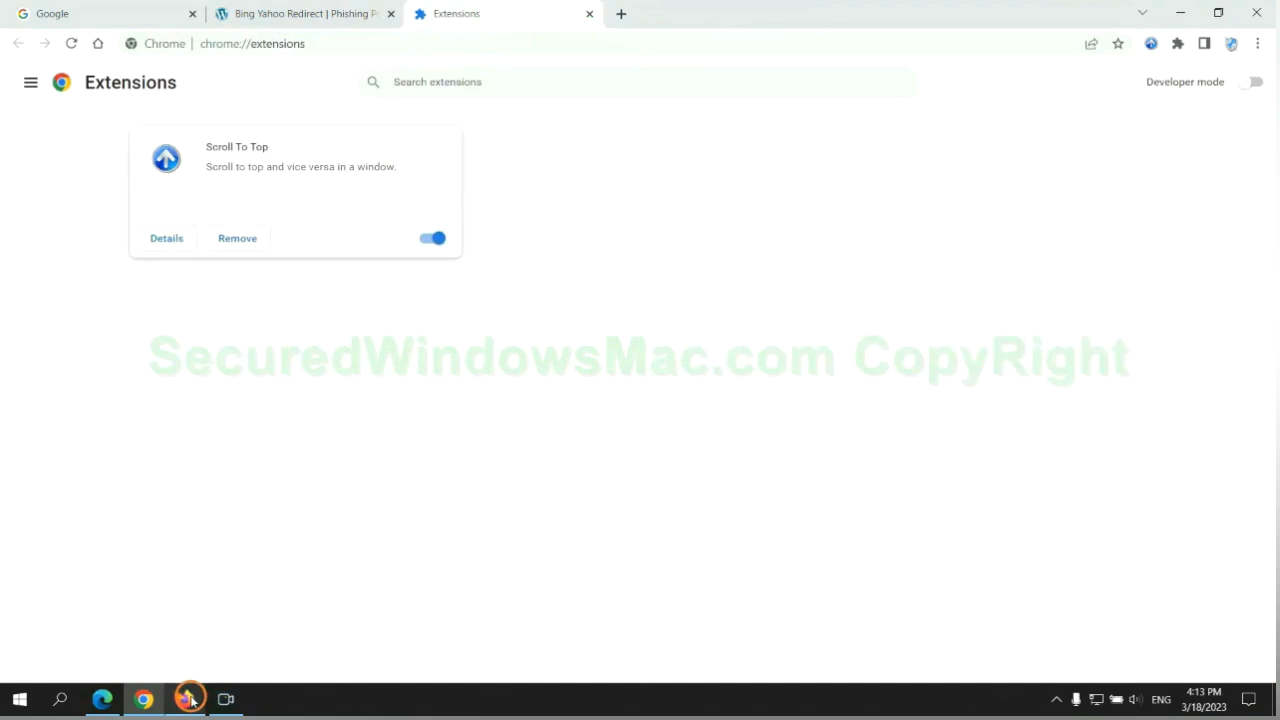 Google
Bing Yahoo Redirect | Phishing P
Extensions
Chrome | chrome://extensions
Extensions
Search extensions
Developer mode
Scroll To Top
Scroll to top and vice versa in a window.
Details
Remove
SecuredWindowsMac.com CopyRight
ENG
4:13 PM
3/18/2023